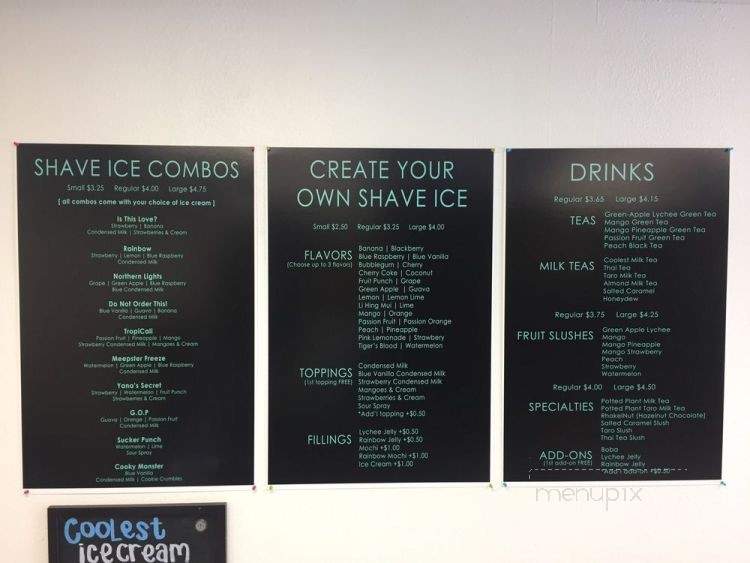 SHAVE ICE COMBOS
Small $3.25 Regular $4.00 Large $4.75
[ all combos come with your choice of ice cream ]
Is This Love?
Strawberry | Banana
Condensed Milk | Strawberries & Cream
Rainbow
Strawberry | Lemon | Blue Raspberry
Condensed Milk
Northern Lights
Grape | Green Apple | Blue Raspberry
Blue Condensed Milk
Do Not Order This!
Blue Vanilla | Guava | Banana
Condensed Milk
TropiCali
Passion Fruit | Pineapple | Mango
Strawberry Condensed Milk | Mangoes & Cream
Meepster Freeze
Watermelon | Green Apple | Blue Raspberry
Condensed Milk
Yana's Secret
Strawberry | Watermelon | Fruit Punch
Strawberries & Cream
G.O.P
Guava | Orange | Passion Fruit
Condensed Milk
Sucker Punch
Watermelon | Lime
Sour Spray
Cooky Monster
Blue Vanilla
Condensed Milk | Cookie Crumbles
CREATE YOUR
OWN SHAVE ICE
Small $2.50 Regular $3.25 Large $4.00
FLAVORS
(Choose up to 3 flavors)
Banana | Blackberry
Blue Raspberry | Blue Vanilla
Bubblegum | Cherry
Cherry Coke | Coconut
Fruit Punch | Grape
Green Apple | Guava
Lemon | Lemon Lime
Li Hing Mui | Lime
Mango | Orange
Passion Fruit | Passion Orange
Peach | Pineapple
Pink Lemonade | Strawberry
Tiger's Blood | Watermelon
TOPPINGS
(1st topping FREE)
Condensed Milk
Blue Vanilla Condensed Milk
Strawberry Condensed Milk
Mangoes & Cream
Strawberries & Cream
Sour Spray
*Add'l topping +$0.50
FILLINGS
Lychee Jelly +$0.50
Rainbow Jelly +$0.50
Mochi +$1.00
Rainbow Mochi +$1.00
Ice Cream +$1.00
DRINKS
Regular $3.65 Large $4.15
TEAS
Green-Apple Lychee Green Tea
Mango Green Tea
Mango Pineapple Green Tea
Passion Fruit Green Tea
Peach Black Tea
MILK TEAS
Coolest Milk Tea
Thai Tea
Taro Milk Tea
Almond Milk Tea
Salted Caramel
Honeydew
Regular $3.75 Large $4.25
FRUIT SLUSHES
Green Apple Lychee
Mango
Mango Pineapple
Mango Strawberry
Peach
Strawberry
Watermelon
Regular $4.00 Large $4.50
SPECIALTIES
Potted Plant Milk Tea
Potted Plant Taro Milk Tea
RhakelNut (Hazelnut Chocolate)
Salted Caramel Slush
Taro Slush
Thai Tea Slush
ADD-ONS
(1st add-on FREE)
Boba
Lychee Jelly
Rainbow Jelly
*Add'l add-on +$0.50
menupix
COOLEST
icecream